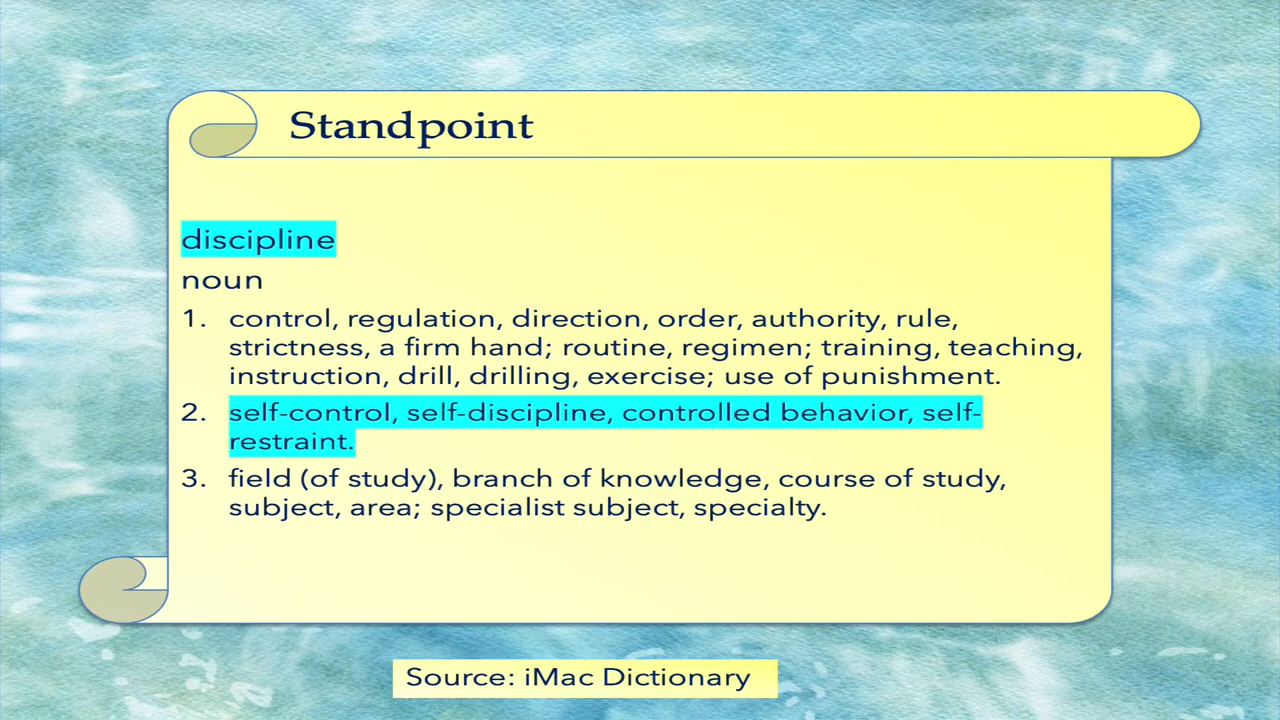 Standpoint
discipline
noun
1. control, regulation, direction, order, authority, rule,
strictness, a firm hand; routine, regimen; training, teaching,
instruction, drill, drilling, exercise; use of punishment.
2. self-control, self-discipline, controlled behavior, self-
restraint.
3. field (of study), branch of knowledge, course of study,
subject, area; specialist subject, specialty.
Source: iMac Dictionary